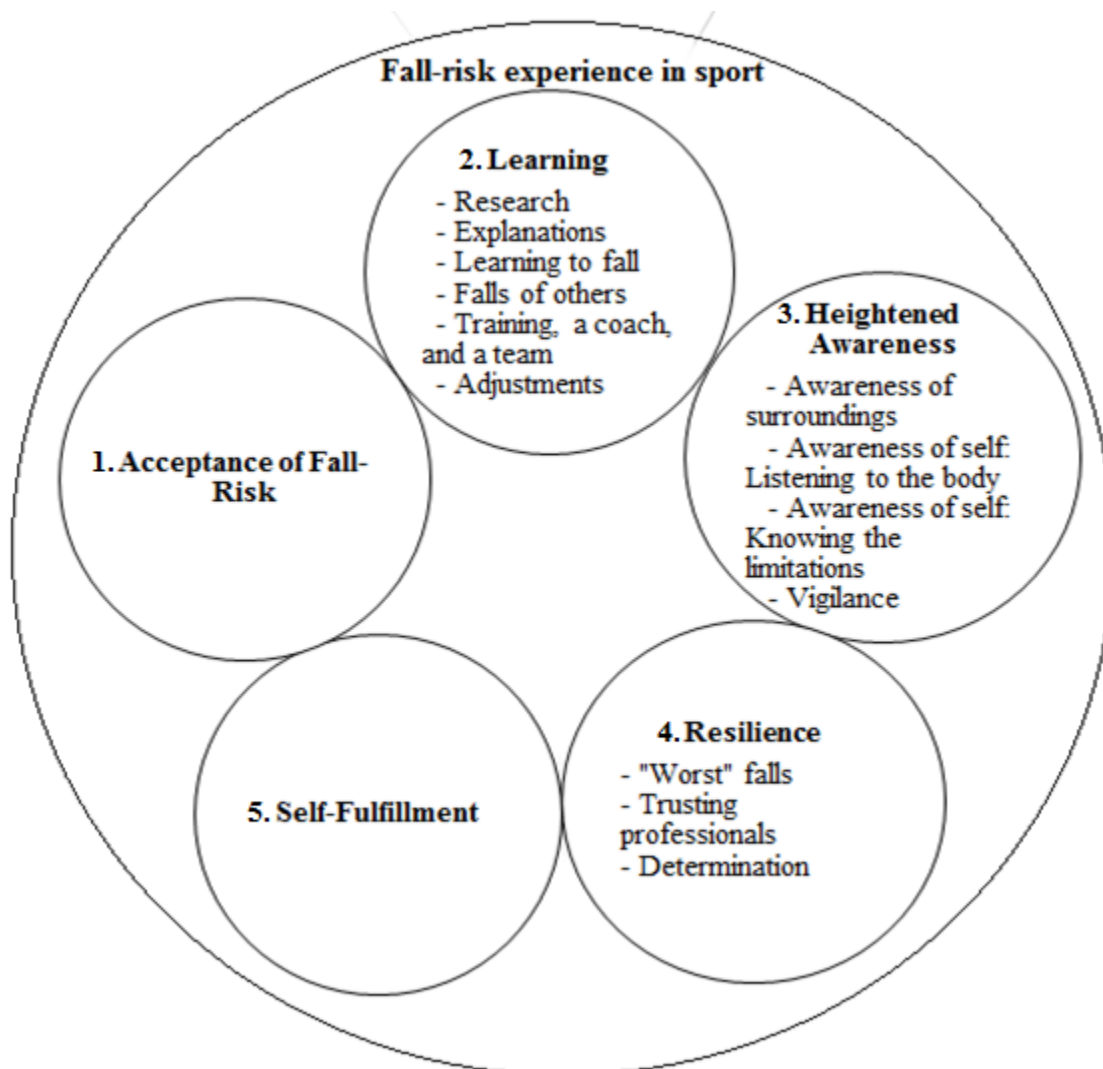 Fall-risk experience in sport
2. Learning
- Research
- Explanations
- Learning to fall
- Falls of others
- Training, a coach,
and a team
- Adjustments
3. Heightened
Awareness
- Awareness of
surroundings
- Awareness of self:
Listening to the body
- Awareness of self:
Knowing the
limitations
- Vigilance
1. Acceptance of Fall-
Risk
4. Resilience
- "Worst" falls
- Trusting
professionals
- Determination
5. Self-Fulfillment